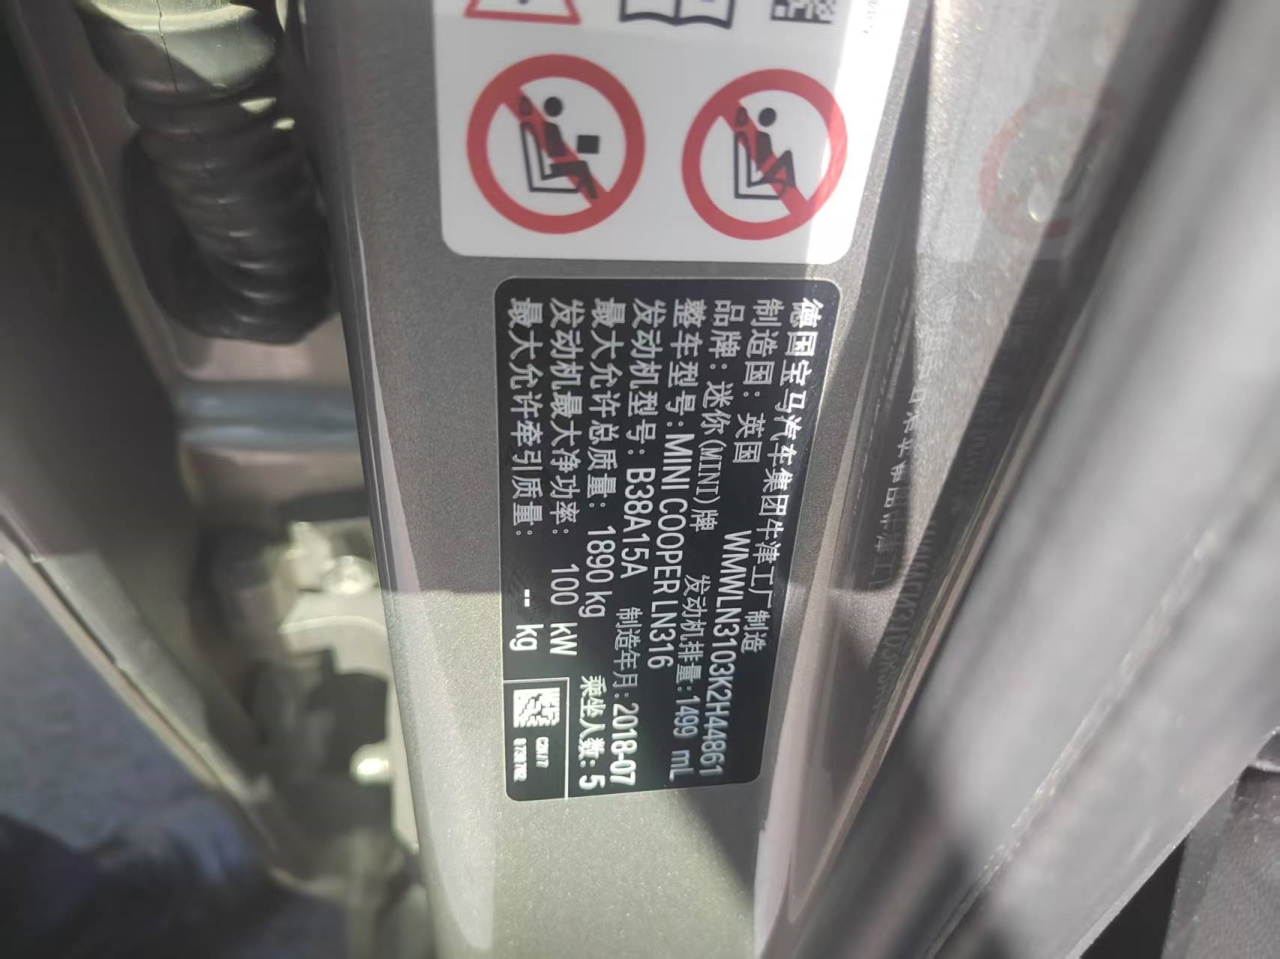 德国宝马汽车集团牛津工厂制造
制造国：英国 WMWLN3103K2H44861
品牌：迷你(MINI)牌 发动机排量：1499 mL
整车型号：MINI COOPER LN316
发动机型号：B38A15A 制造年月：2018-07
最大允许总质量：1890 kg 乘坐人数：5
发动机最大净功率：100 kW
最大允许牵引质量：-- kg